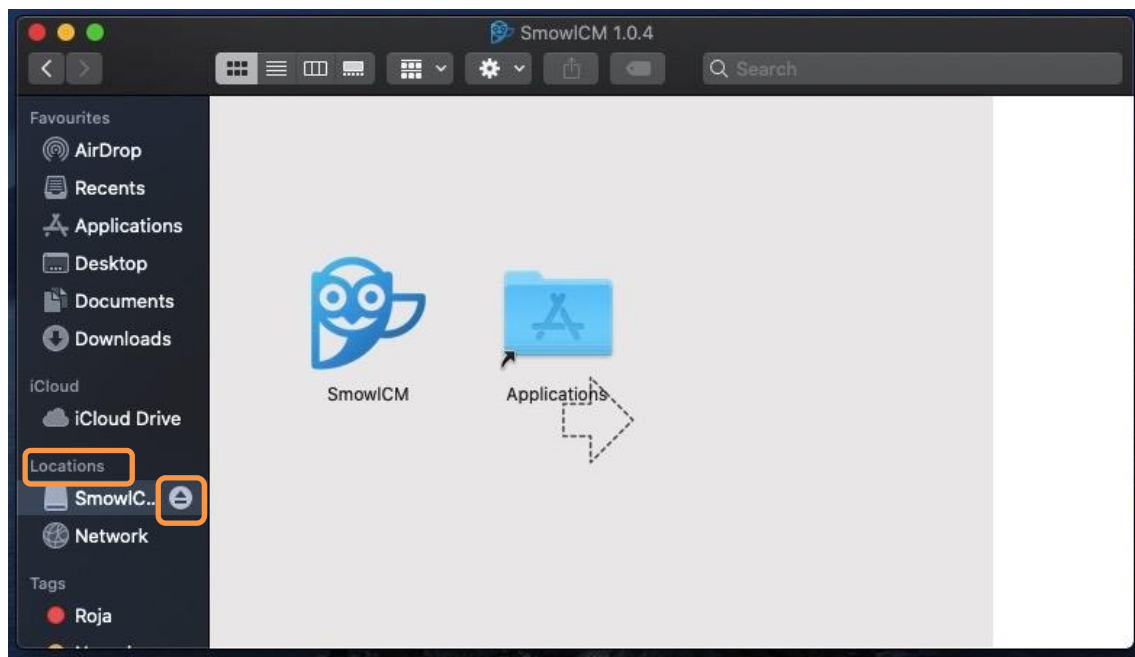 SmowlCM 1.0.4
Search
Favourites
AirDrop
Recents
Applications
Desktop
Documents
Downloads
iCloud
iCloud Drive
Locations
SmowlC...
Network
Tags
Roja
SmowlCM
Applications